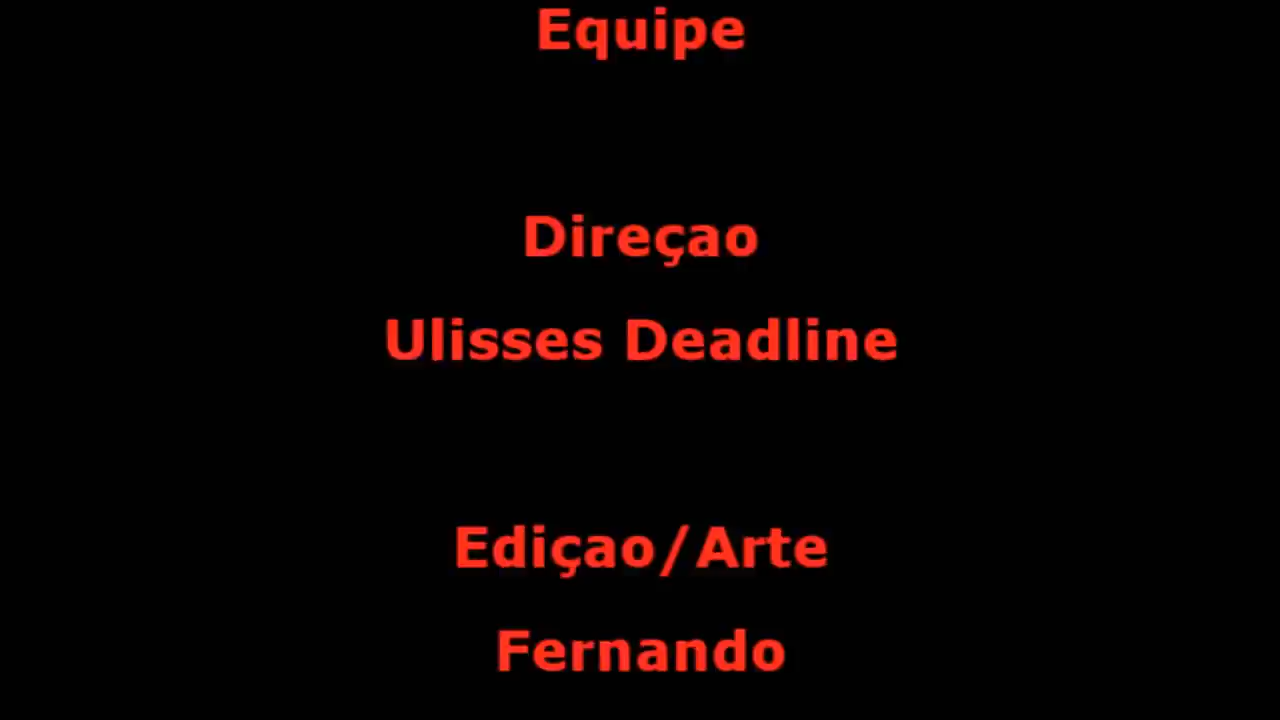 Equipe
Direçao
Ulisses Deadline
Ediçao/Arte
Fernando